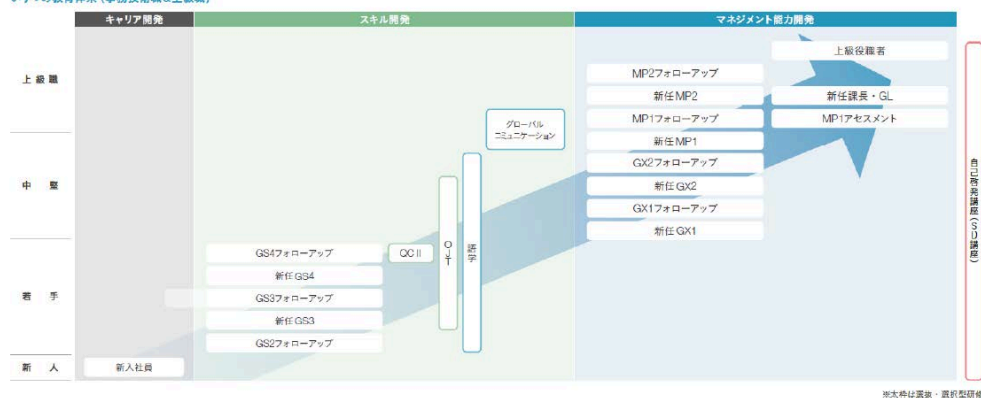 キャリア開発
スキル開発
マネジメント能力開発
上級職
中堅
若手
新人
上級役職者
MP2フォローアップ
新任MP2
新任課長・GL
MP1フォローアップ
MP1アセスメント
新任MP1
GX2フォローアップ
新任GX2
GX1フォローアップ
新任GX1
グローバル
コミュニケーション
GS4フォローアップ
QCⅡ
OJT
語学
新任GS4
GS3フォローアップ
新任GS3
GS2フォローアップ
新入社員
自己啓発講座(SD講座)
※太枠は選抜・選択型研修